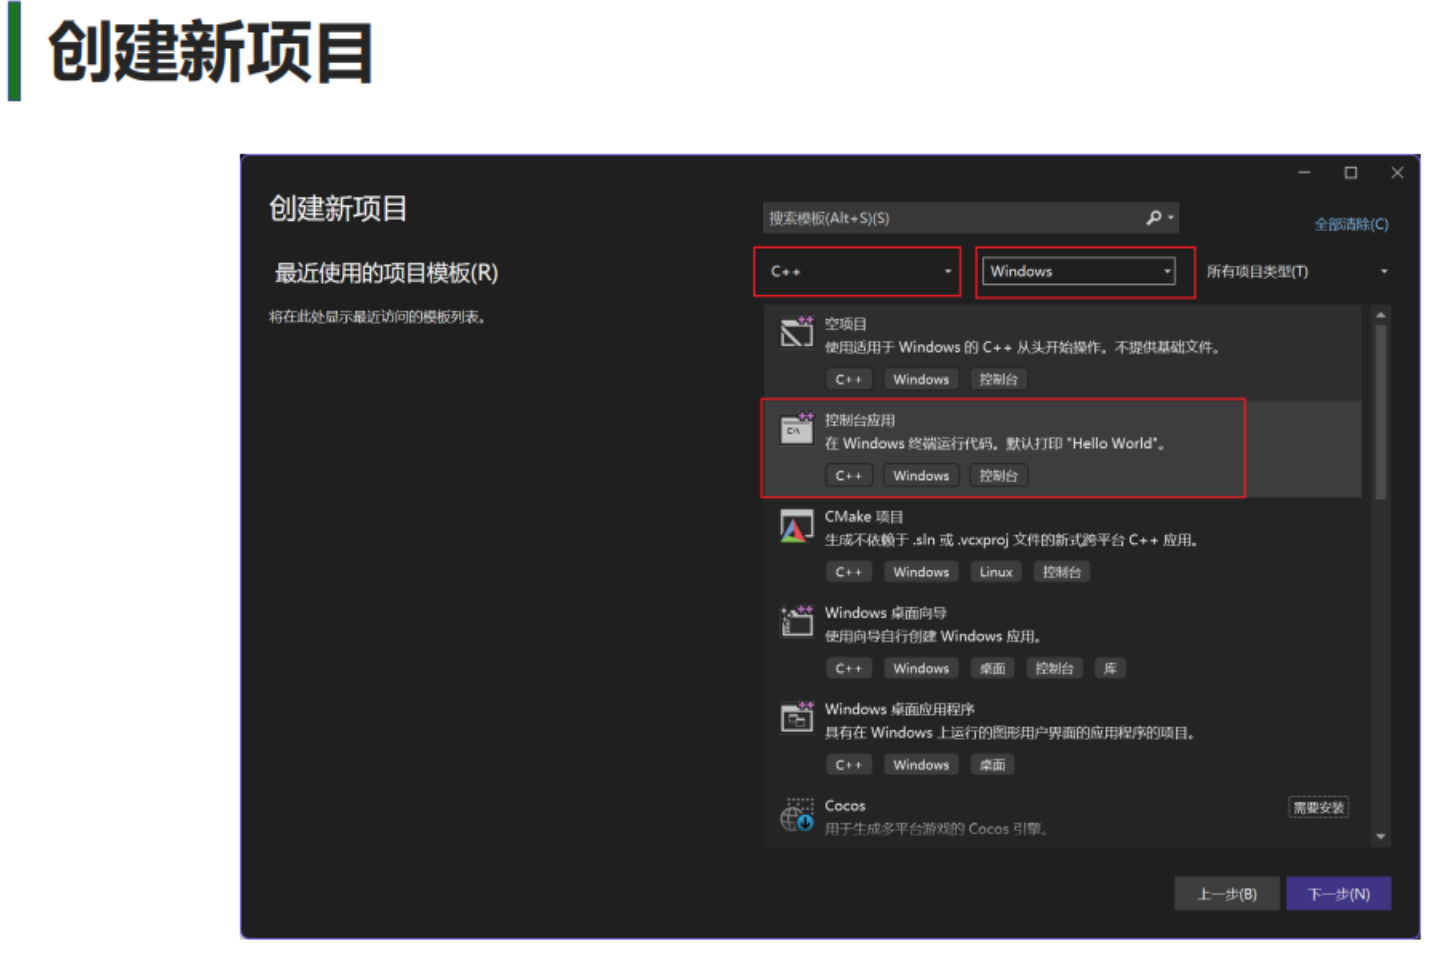 创建新项目
创建新项目
搜索模板(Alt+S)(S)
全部清除(C)
最近使用的项目模板(R)
C++
Windows
所有项目类型(T)
将在此处显示最近访问的模板列表。
空项目
使用适用于 Windows 的 C++ 从头开始操作。不提供基础文件。
C++ Windows 控制台
控制台应用
在 Windows 终端运行代码。默认打印 "Hello World"。
C++ Windows 控制台
CMake 项目
生成不依赖于 .sln 或 .vcxproj 文件的新式跨平台 C++ 应用。
C++ Windows Linux 控制台
Windows 桌面向导
使用向导自行创建 Windows 应用。
C++ Windows 桌面 控制台 库
Windows 桌面应用程序
具有在 Windows 上运行的图形用户界面的应用程序的项目。
C++ Windows 桌面
Cocos
需要安装
用于生成多平台游戏的 Cocos 引擎。
上一步(B)
下一步(N)